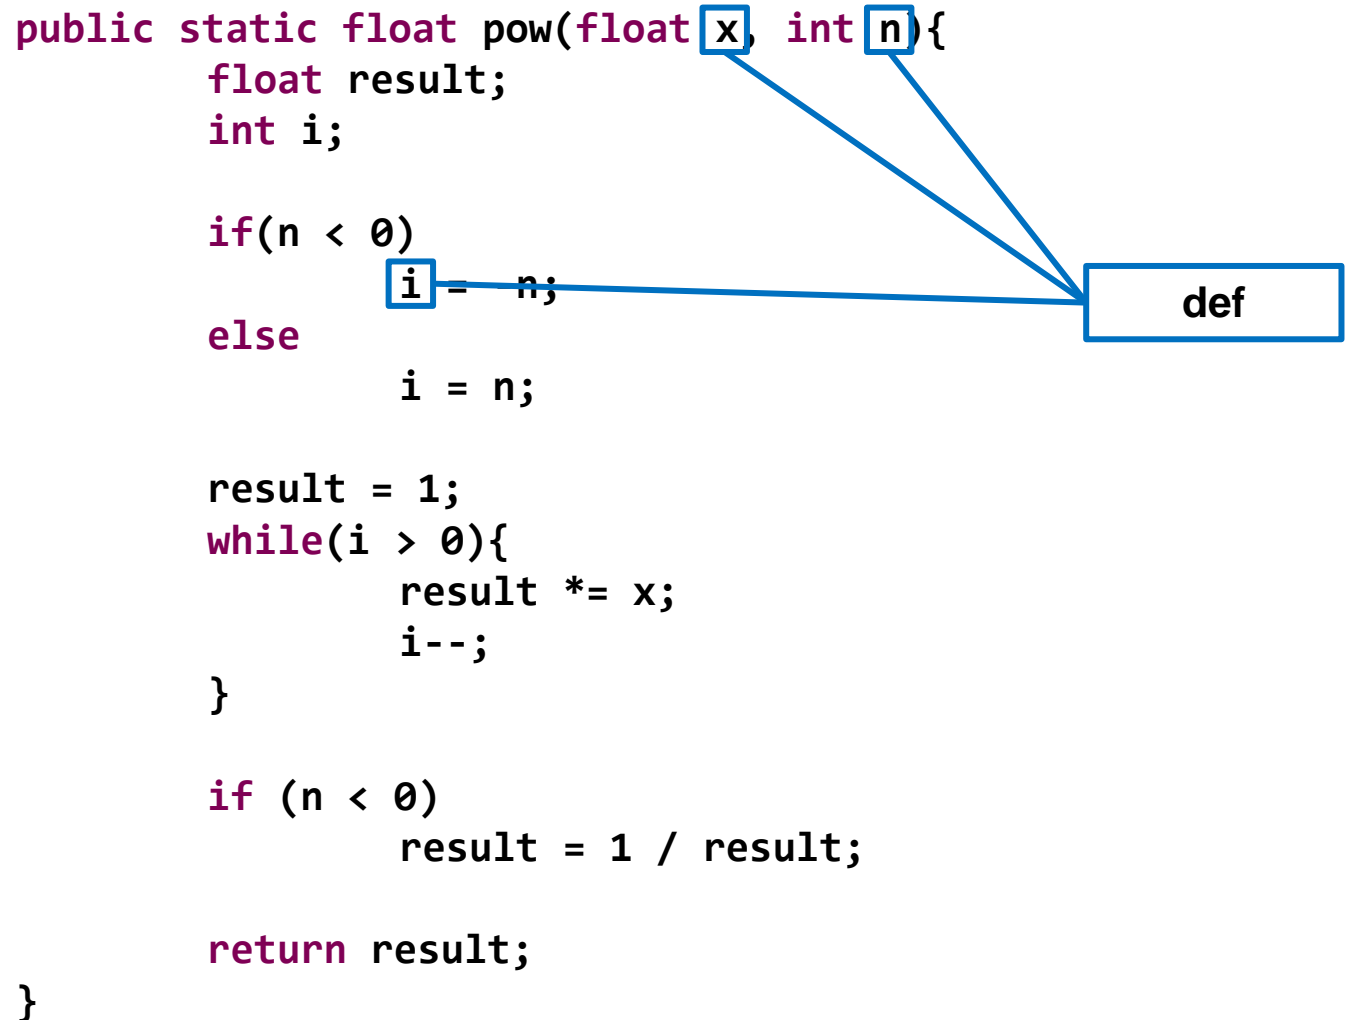 public static float pow(float x, int n){
float result;
int i;
if(n < 0)
i = -n;
def
else
i = n;
result = 1;
while(i > 0){
result *= x;
i--;
}
if (n < 0)
result = 1 / result;
return result;
}